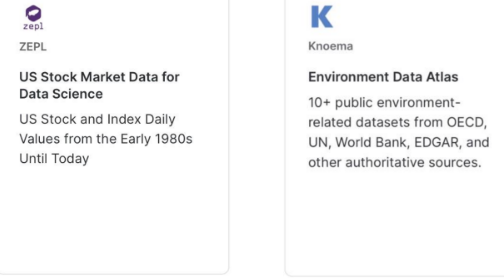 zepl
ZEPL
US Stock Market Data for
Data Science
US Stock and Index Daily
Values from the Early 1980s
Until Today
K
Knoema
Environment Data Atlas
10+ public environment-
related datasets from OECD,
UN, World Bank, EDGAR, and
other authoritative sources.